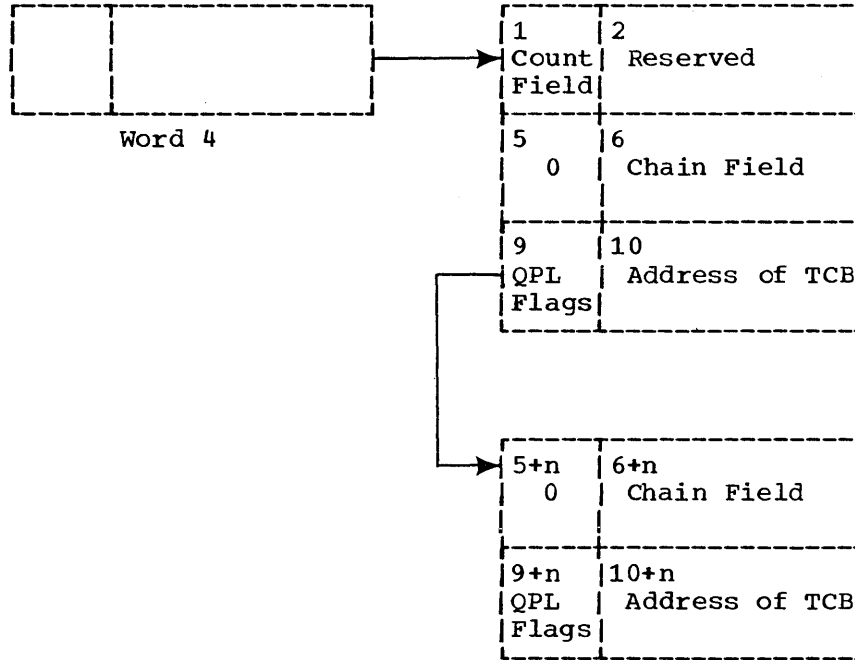 1 2
Count Reserved
Field
Word 4
5 6
0 Chain Field
9 10
QPL Address of TCB
Flags
5+n 6+n
0 Chain Field
9+n 10+n
QPL Address of TCB
Flags